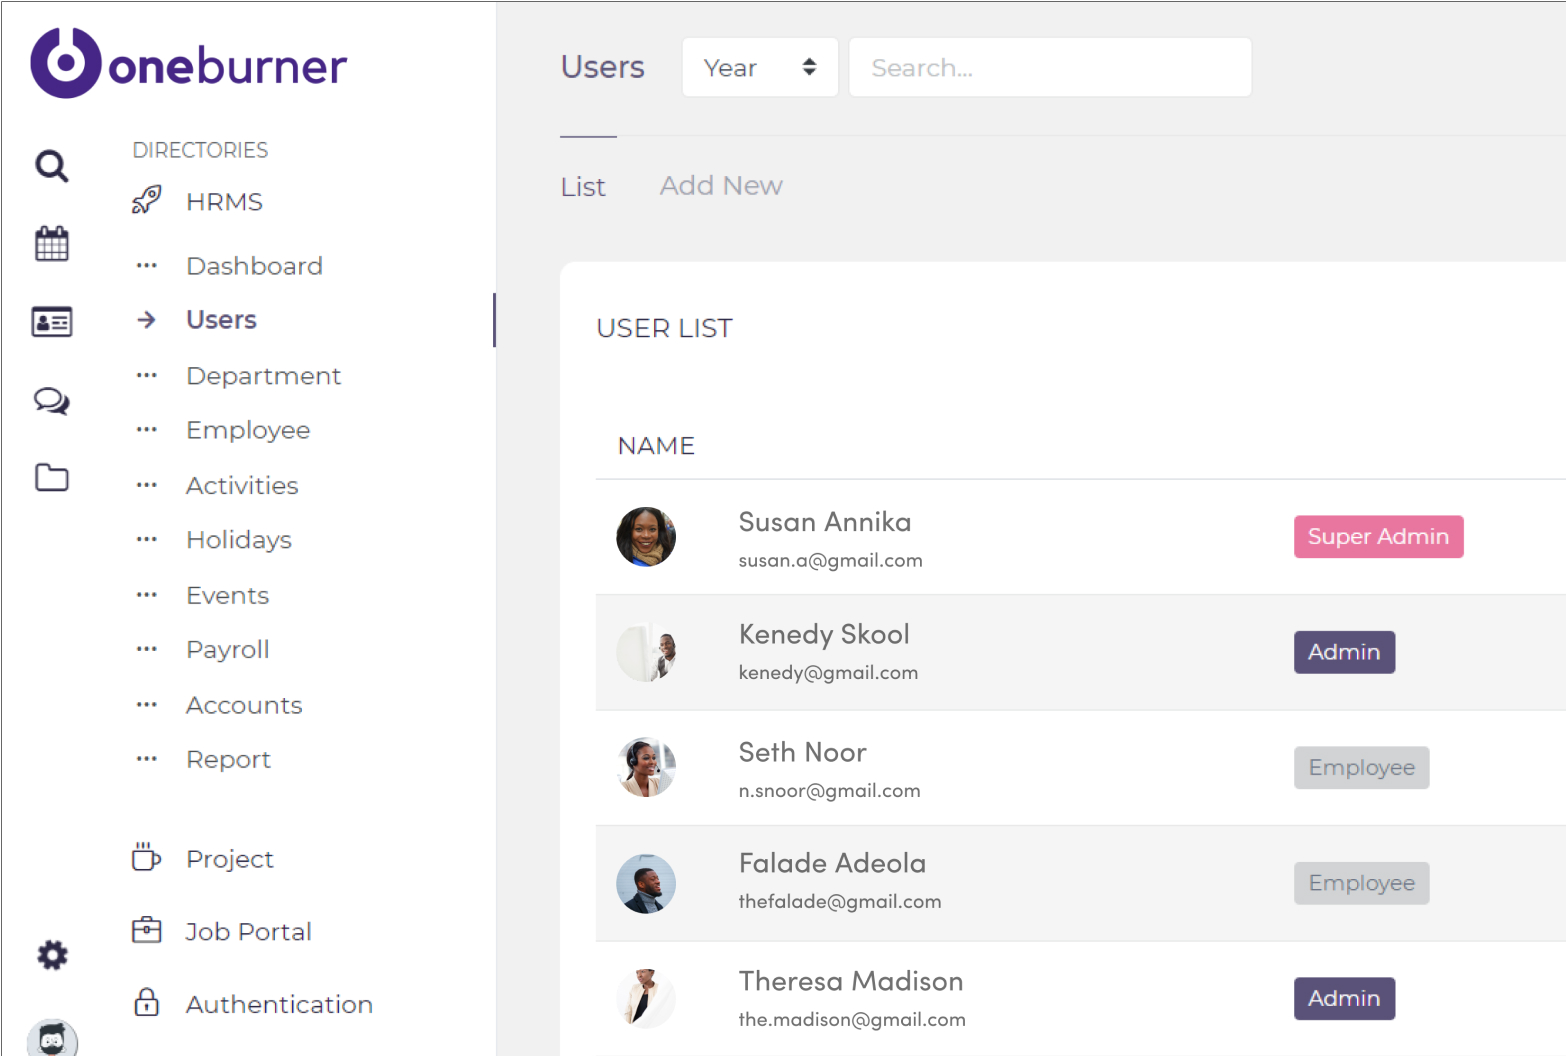 oneburner
DIRECTORIES
HRMS
Dashboard
Users
Department
Employee
Activities
Holidays
Events
Payroll
Accounts
Report
Project
Job Portal
Authentication
Users
Year
Search...
List
Add New
USER LIST
NAME
Susan Annika
susan.a@gmail.com
Super Admin
Kenedy Skool
kenedy@gmail.com
Admin
Seth Noor
n.snoor@gmail.com
Employee
Falade Adeola
thefalade@gmail.com
Employee
Theresa Madison
the.madison@gmail.com
Admin